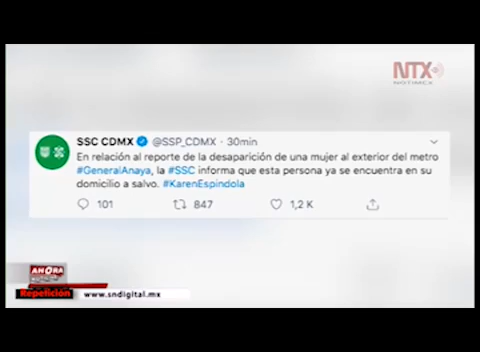 NTX
NOTIMEX
SSC CDMX @SSP_CDMX · 30min
En relación al reporte de la desaparición de una mujer al exterior del metro
#GeneralAnaya, la #SSC informa que esta persona ya se encuentra en su
domicilio a salvo. #KarenEspindola
101 847 1,2 K
AHORA
Repetición www.sndigital.mx